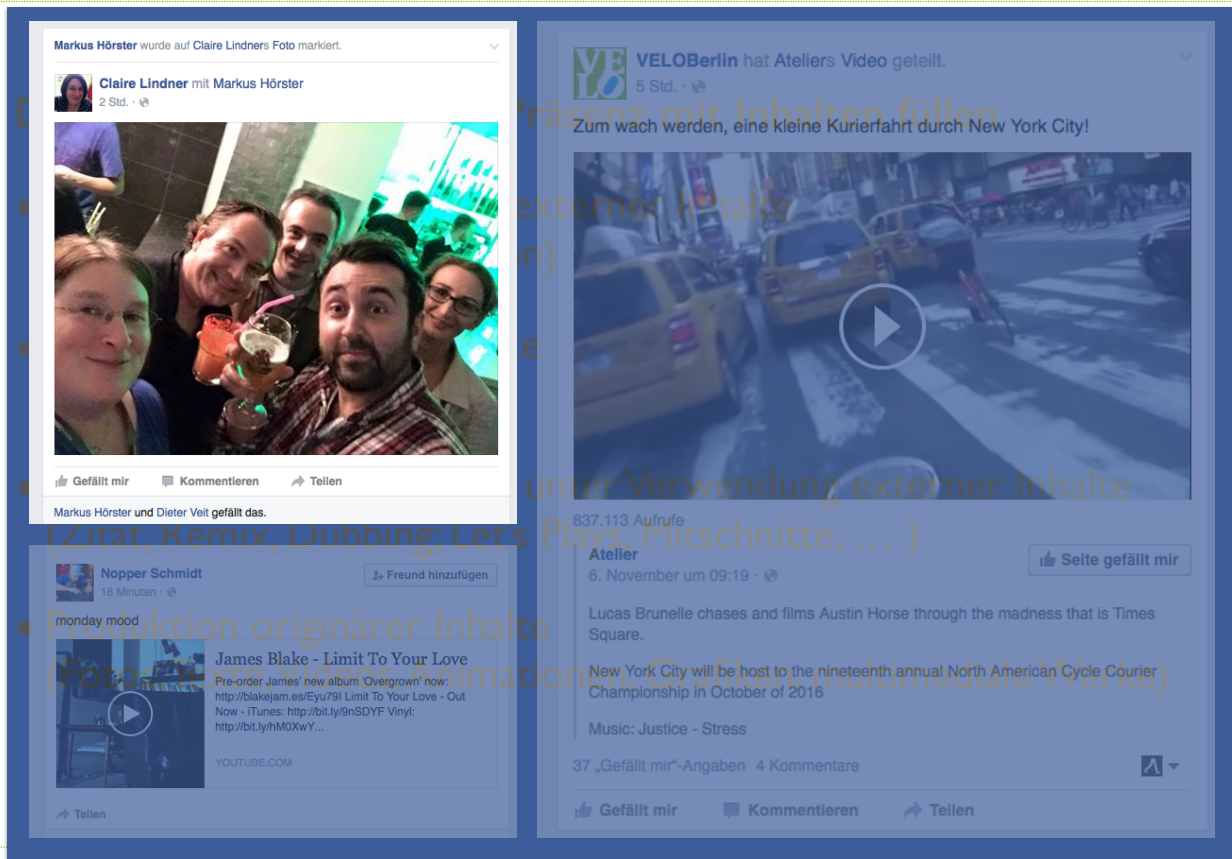 Markus Hörster wurde auf Claire Lindners Foto markiert.
Claire Lindner mit Markus Hörster
2 Std. ·
Gefällt mir Kommentieren Teilen
Markus Hörster und Dieter Veit gefällt das.
Nopper Schmidt
Freund hinzufügen
18 Minuten ·
monday mood
James Blake - Limit To Your Love
Pre-order James' new album 'Overgrown' now:
http://blakejam.es/Eyu79I Limit To Your Love - Out
Now - iTunes: http://bit.ly/9nSDYF Vinyl:
http://bit.ly/hM0XwY...
YOUTUBE.COM
Teilen
VELOBerlin hat Ateliers Video geteilt.
5 Std. ·
VELO
Zum wach werden, eine kleine Kurierfahrt durch New York City!
837.113 Aufrufe
Atelier
6. November um 09:19 ·
Seite gefällt mir
Lucas Brunelle chases and films Austin Horse through the madness that is Times
Square.
New York City will be host to the nineteenth annual North American Cycle Courier
Championship in October of 2016
Music: Justice - Stress
37 „Gefällt mir“-Angaben 4 Kommentare
Gefällt mir Kommentieren Teilen
Präsenz mit Inhalten füllen
externer Inhalte
unter Verwendung externer Inhalte
(Zitat, Remix, Dubbing; Let's Plays, Mitschnitte, … )
• Produktion originärer Inhalte
(Fotos, Animationen, Werke)